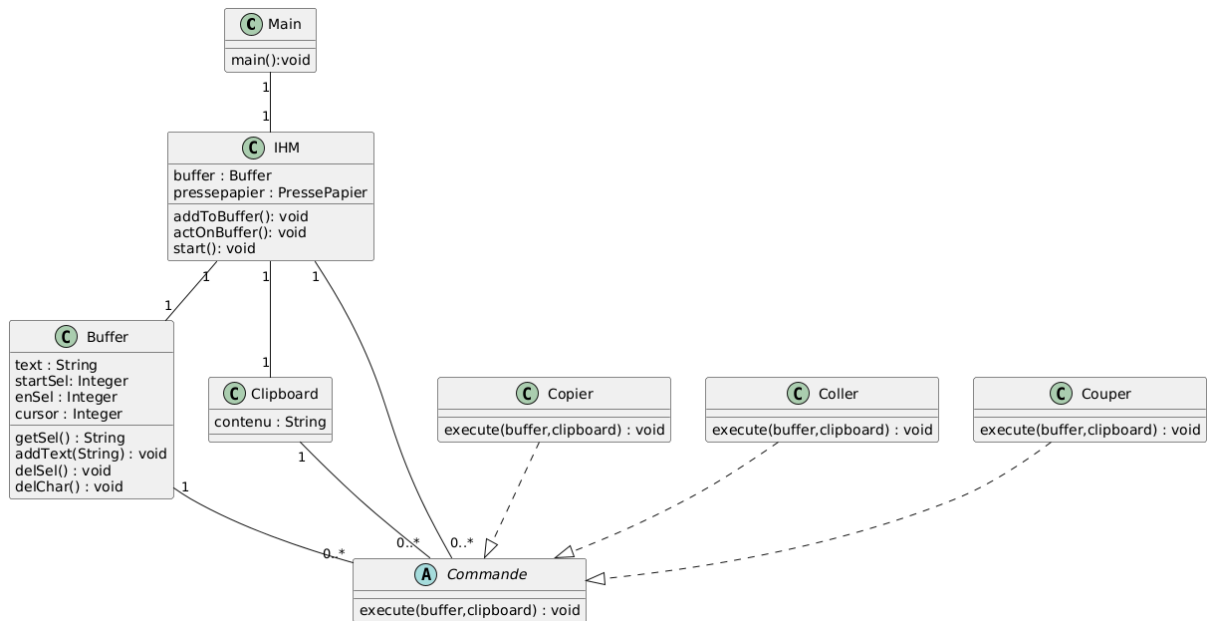 C Main
main():void
1
1
C IHM
buffer : Buffer
pressepapier : PressePapier
addToBuffer(): void
actOnBuffer(): void
start(): void
1 1 1
1
1
C Buffer
text : String
startSel: Integer
enSel : Integer
cursor : Integer
getSel() : String
addText(String) : void
delSel() : void
delChar() : void
1
C Clipboard
contenu : String
1
C Copier
execute(buffer,clipboard) : void
C Coller
execute(buffer,clipboard) : void
C Couper
execute(buffer,clipboard) : void
0..* 0..* 0..*
A Commande
execute(buffer,clipboard) : void